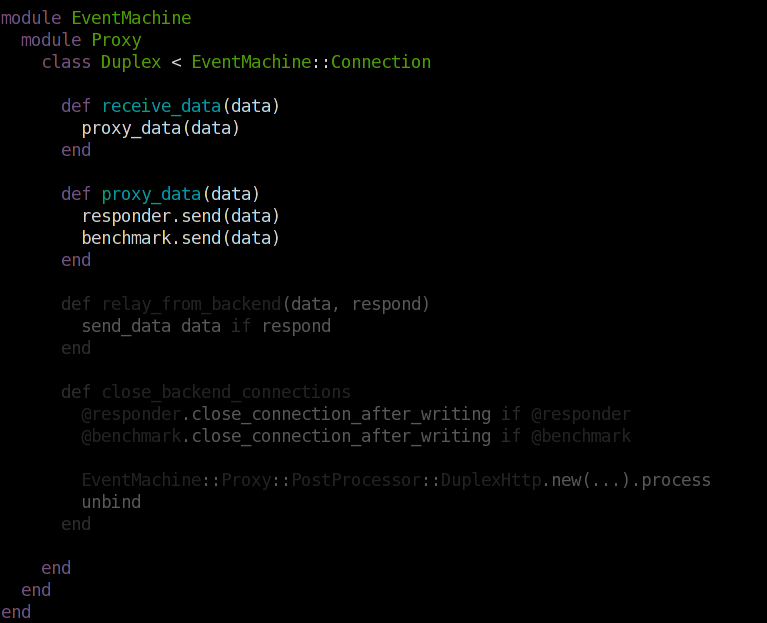 module EventMachine
  module Proxy
    class Duplex < EventMachine::Connection

      def receive_data(data)
        proxy_data(data)
      end

      def proxy_data(data)
        responder.send(data)
        benchmark.send(data)
      end

      def relay_from_backend(data, respond)
        send_data data if respond
      end

      def close_backend_connections
        @responder.close_connection_after_writing if @responder
        @benchmark.close_connection_after_writing if @benchmark

        EventMachine::Proxy::PostProcessor::DuplexHttp.new(...).process
        unbind
      end

    end
  end
end